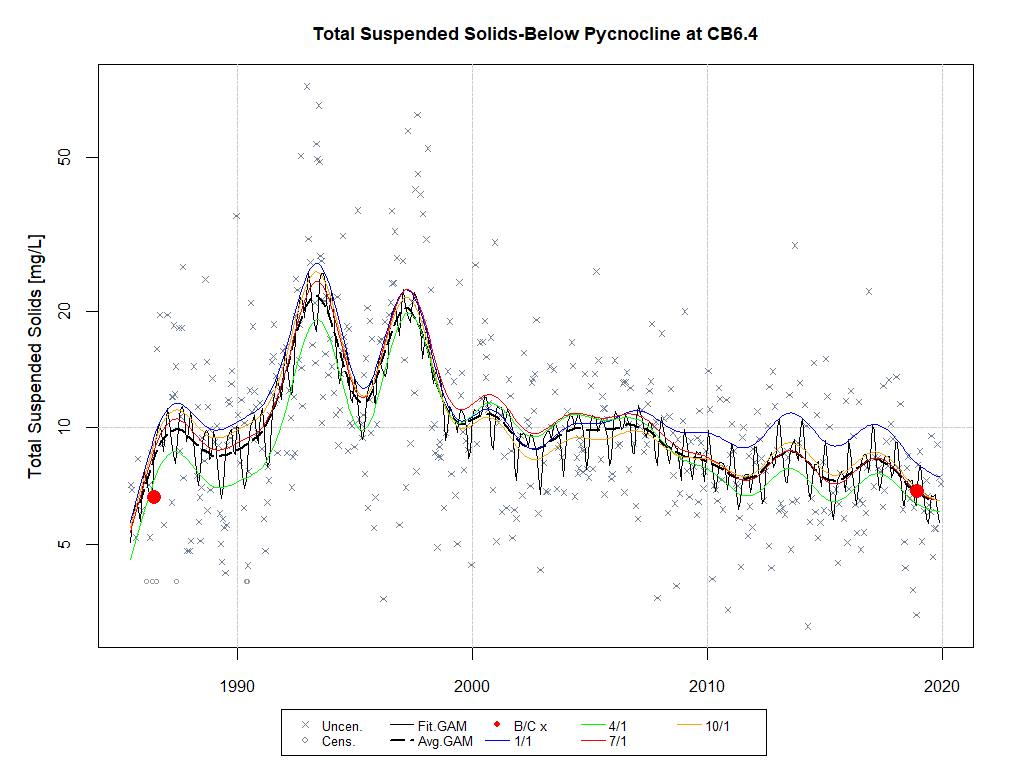 Total Suspended Solids-Below Pycnocline at CB6.4
Total Suspended Solids [mg/L]
50
20
10
5
1990 2000 2010 2020
Uncen. Fit.GAM B/C x 4/1 10/1
Cens. Avg.GAM 1/1 7/1